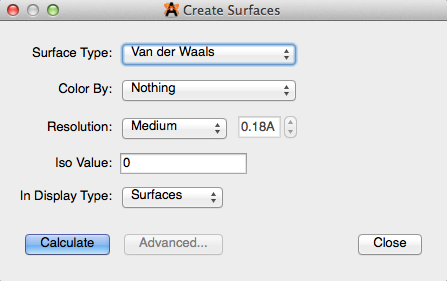 Create Surfaces
Surface Type: Van der Waals
Color By: Nothing
Resolution: Medium 0.18A
Iso Value: 0
In Display Type: Surfaces
Calculate Advanced... Close